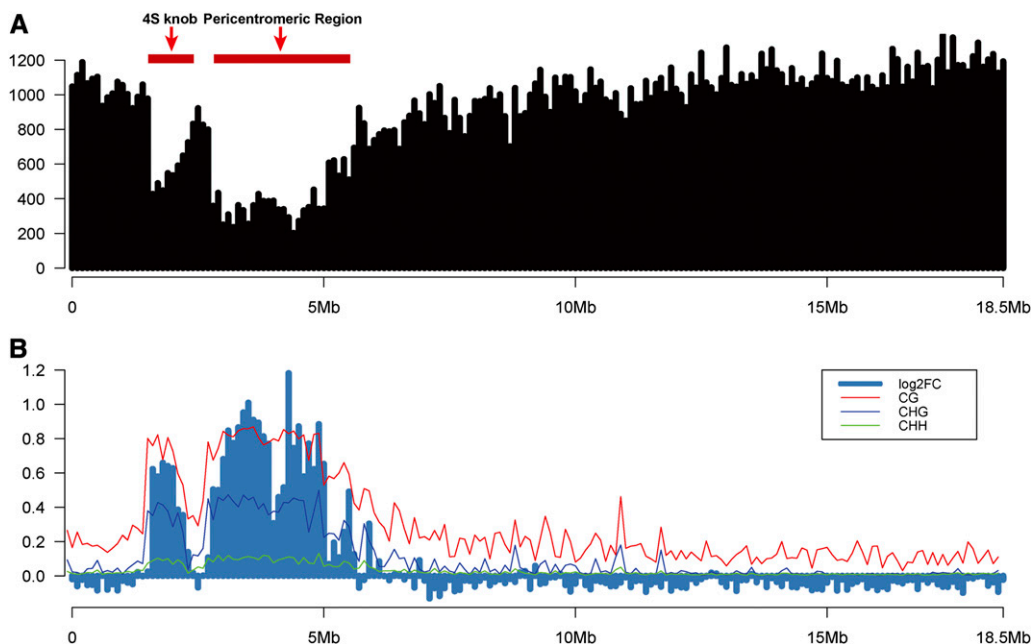 A
4S knob Pericentromeric Region
1200
1000
800
600
400
200
0
0 5Mb 10Mb 15Mb 18.5Mb
B
1.2
1.0
0.8
0.6
0.4
0.2
0.0
log2FC
CG
CHG
CHH
0 5Mb 10Mb 15Mb 18.5Mb